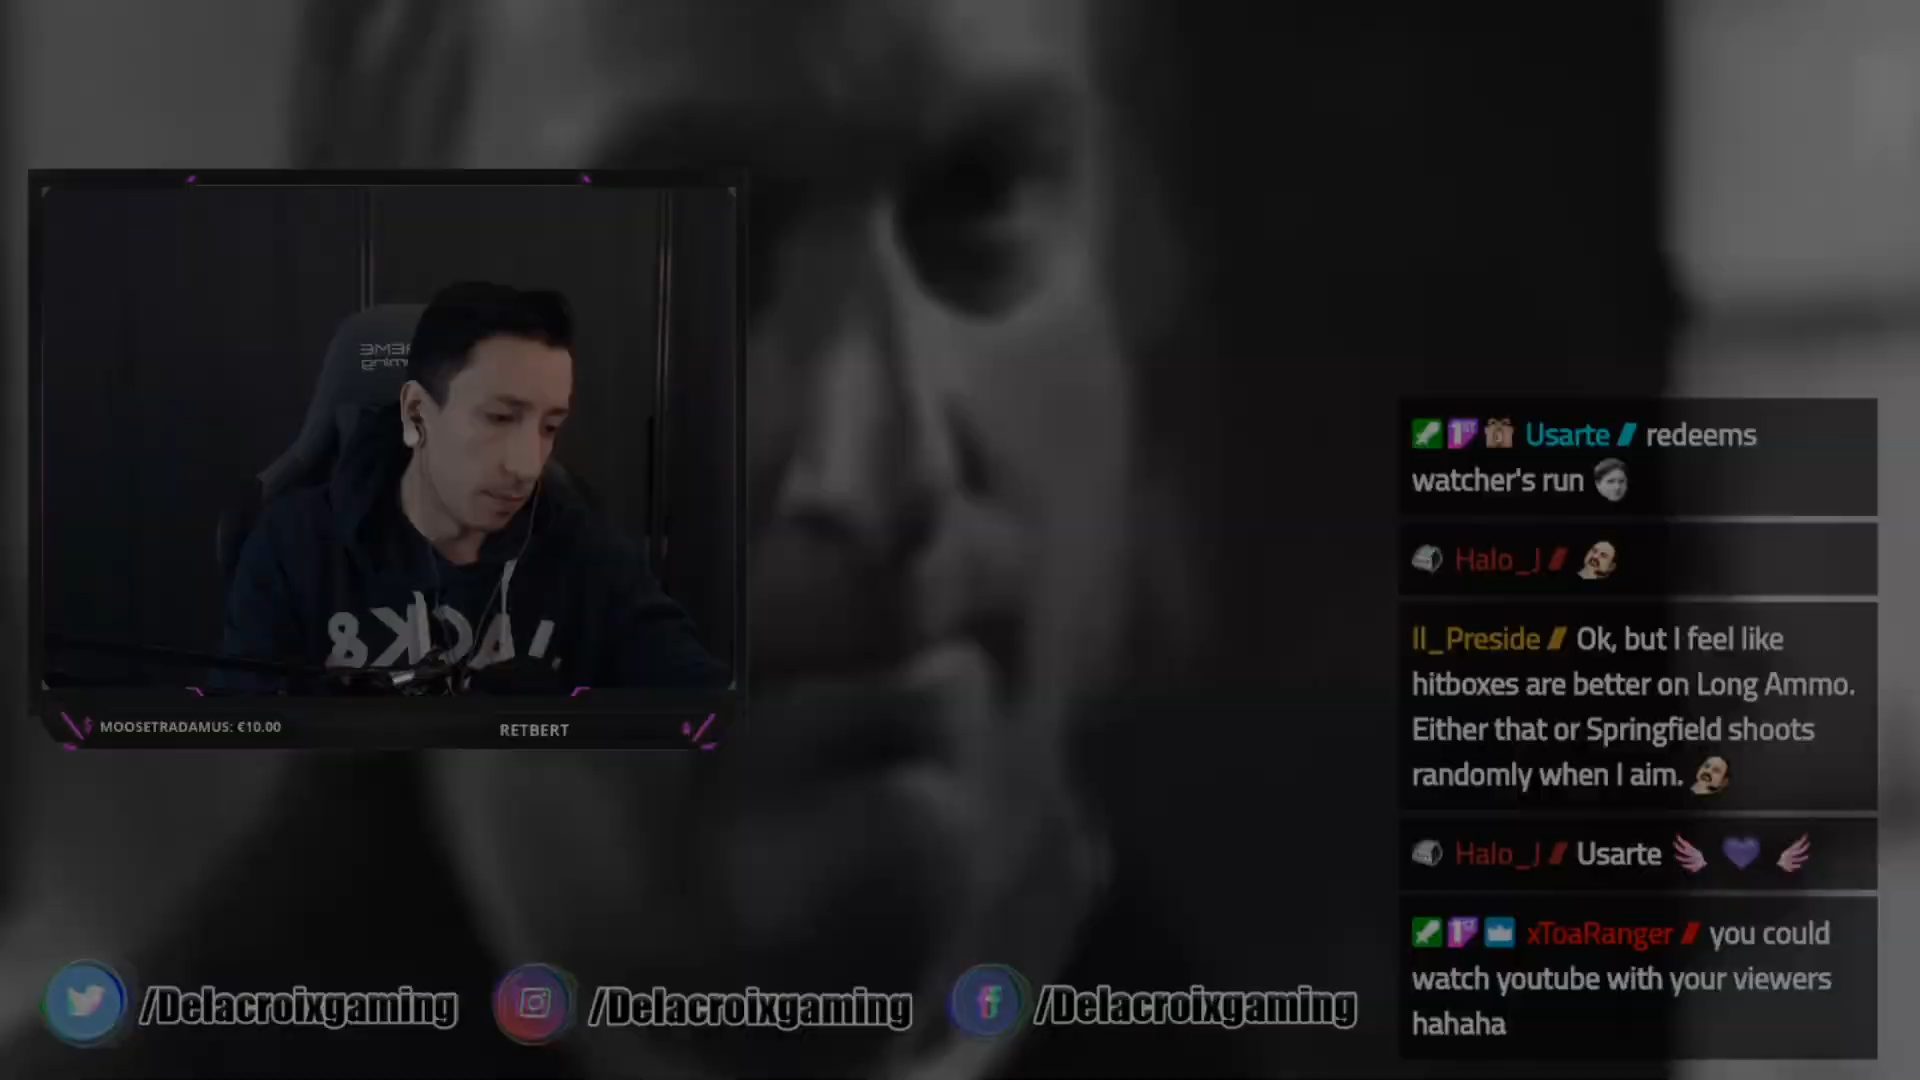 MOOSETRADAMUS: €10.00
RETBERT
/Delacroixgaming
/Delacroixgaming
/Delacroixgaming
Usarte redeems
watcher's run
Halo_J
Il_Preside Ok, but I feel like
hitboxes are better on Long Ammo.
Either that or Springfield shoots
randomly when I aim.
Halo_J Usarte
xToaRanger you could
watch youtube with your viewers
hahaha